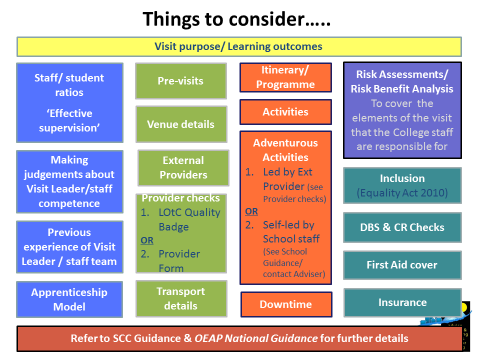 Things to consider…..
Visit purpose/ Learning outcomes
Staff/ student
ratios
‘Effective
supervision’
Making
judgements about
Visit Leader/staff
competence
Previous
experience of Visit
Leader / staff team
Apprenticeship
Model
Pre-visits
Venue details
External
Providers
Provider checks
1. LOtC Quality
Badge
OR
2. Provider
Form
Transport
details
Itinerary/
Programme
Activities
Adventurous
Activities
1. Led by Ext
Provider (see
Provider checks)
OR
2. Self-led by
School staff
(See School
Guidance/
contact Adviser)
Downtime
Risk Assessments/
Risk Benefit Analysis
To cover the
elements of the visit
that the College staff
are responsible for
Inclusion
(Equality Act 2010)
DBS & CR Checks
First Aid cover
Insurance
Refer to SCC Guidance & OEAP National Guidance for further details